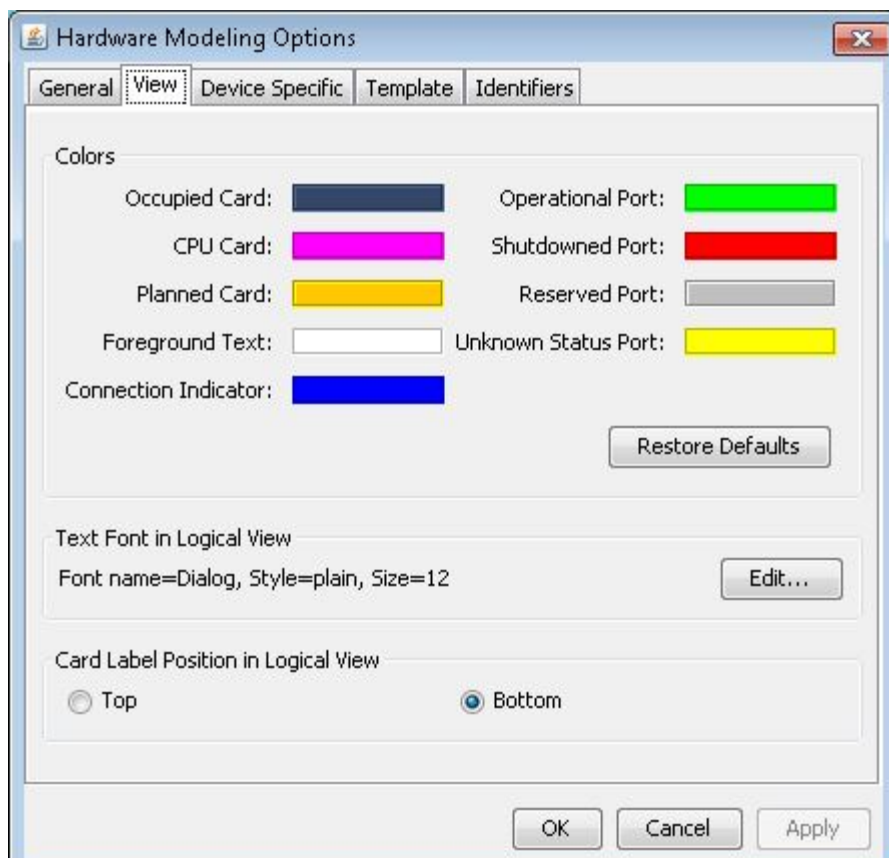 Hardware Modeling Options
General View Device Specific Template Identifiers
Colors
Occupied Card: Operational Port:
CPU Card: Shutdowned Port:
Planned Card: Reserved Port:
Foreground Text: Unknown Status Port:
Connection Indicator:
Restore Defaults
Text Font in Logical View
Font name=Dialog, Style=plain, Size=12 Edit...
Card Label Position in Logical View
Top Bottom
OK Cancel Apply